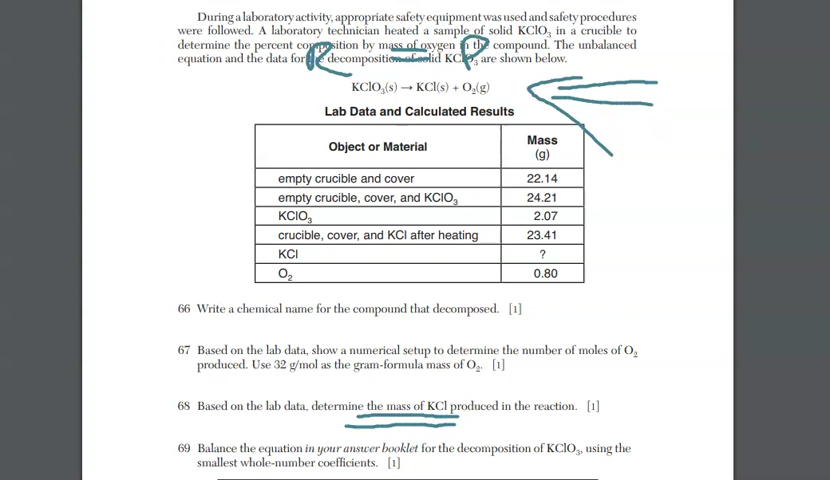 During a laboratory activity, appropriate safety equipment was used and safety procedures
were followed. A laboratory technician heated a sample of solid KClO₃ in a crucible to
determine the percent composition by mass of oxygen in the compound. The unbalanced
equation and the data for the decomposition of solid KClO₃ are shown below.
R = P
KClO₃(s) → KCl(s) + O₂(g)
Lab Data and Calculated Results
Object or Material Mass (g)
empty crucible and cover 22.14
empty crucible, cover, and KClO₃ 24.21
KClO₃ 2.07
crucible, cover, and KCl after heating 23.41
KCl ?
O₂ 0.80
66 Write a chemical name for the compound that decomposed. [1]
67 Based on the lab data, show a numerical setup to determine the number of moles of O₂
produced. Use 32 g/mol as the gram-formula mass of O₂. [1]
68 Based on the lab data, determine the mass of KCl produced in the reaction. [1]
69 Balance the equation in your answer booklet for the decomposition of KClO₃, using the
smallest whole-number coefficients. [1]